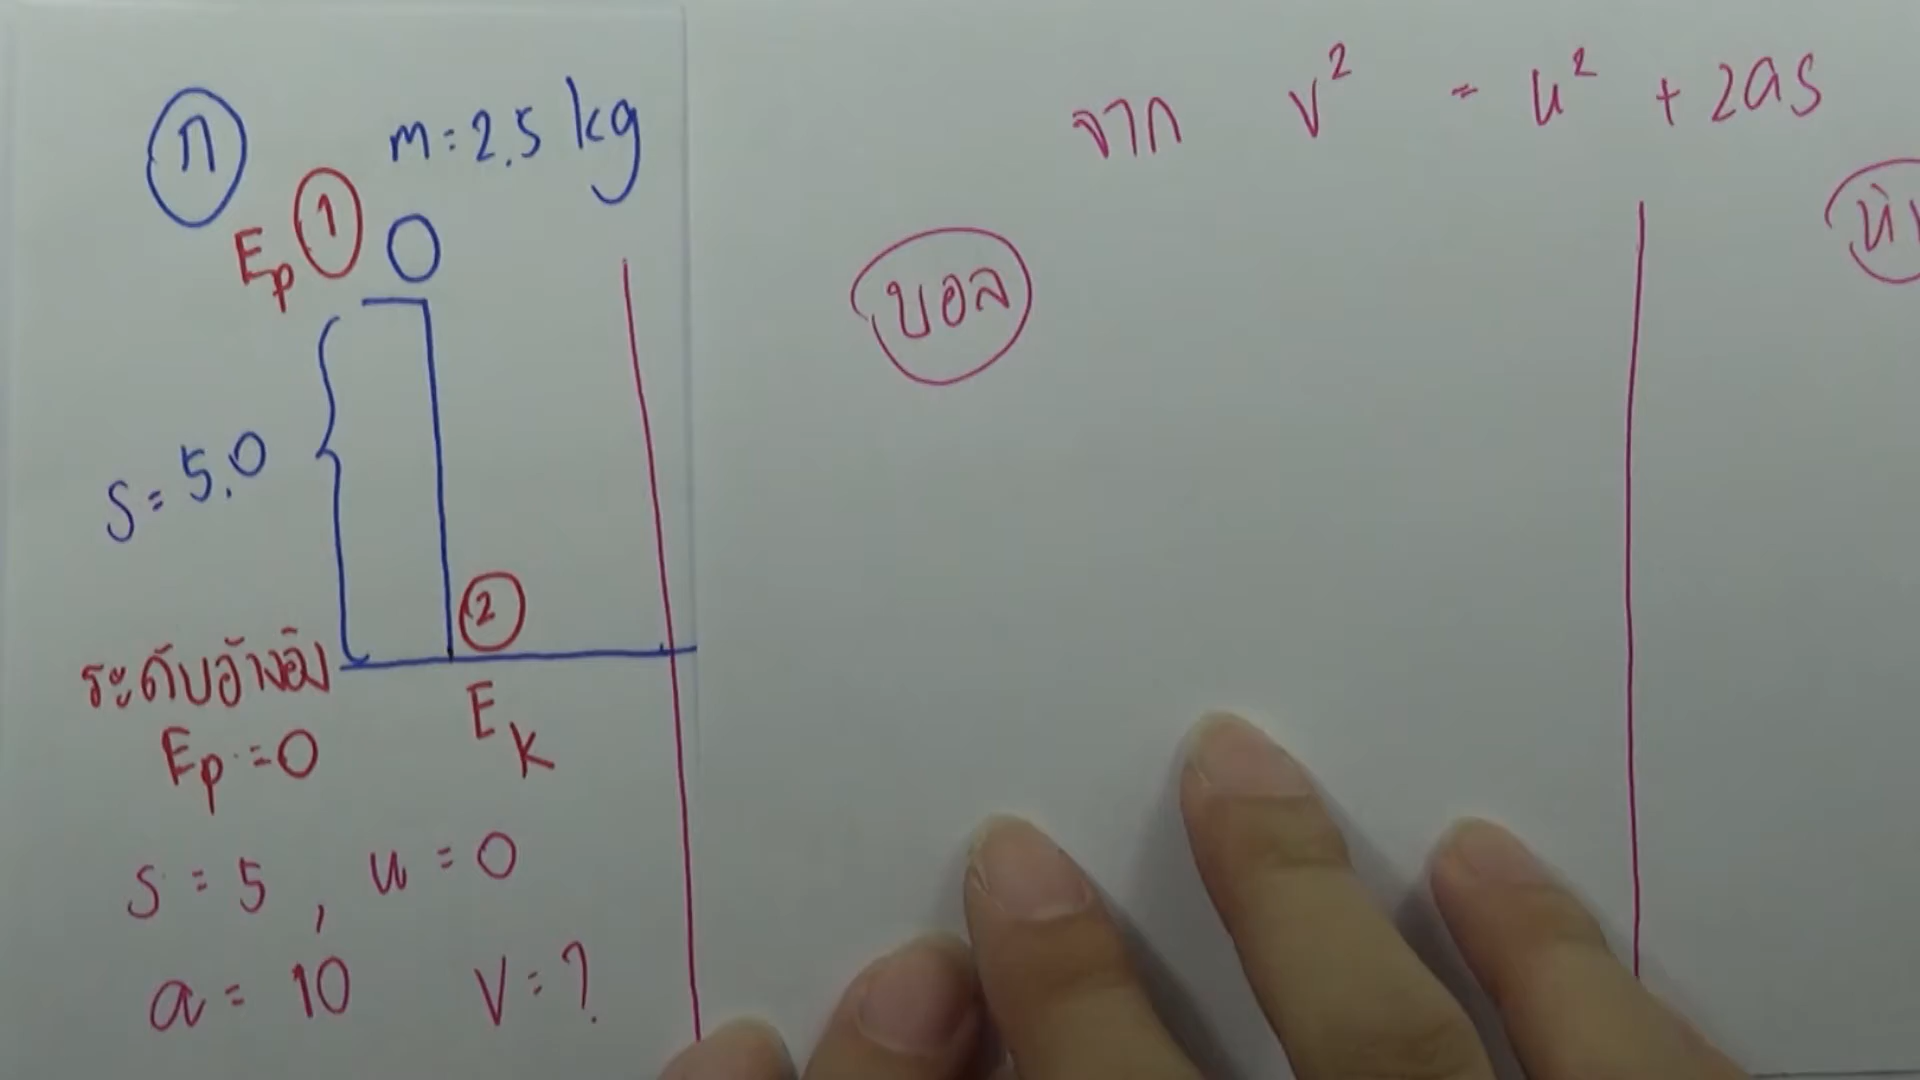 ก
m = 2.5 kg
Ep 1
s = 5.0
2
ระดับอ้างอิง
Ep = 0
Ek
s = 5 , u = 0
a = 10 v = ?
จาก v² = u² + 2as
บอล